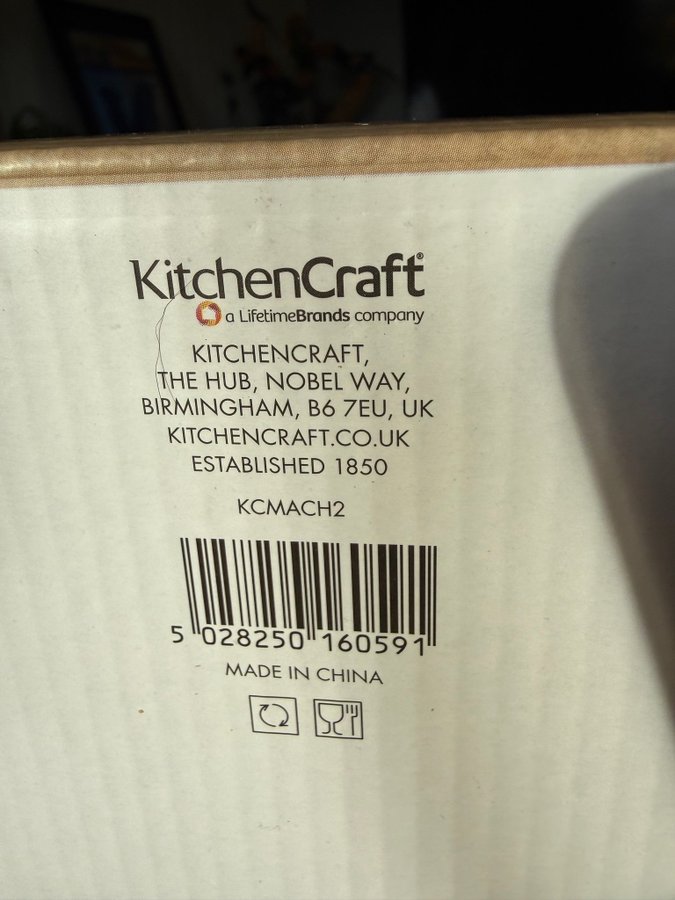 KitchenCraft®
a LifetimeBrands company
KITCHENCRAFT,
THE HUB, NOBEL WAY,
BIRMINGHAM, B6 7EU, UK
KITCHENCRAFT.CO.UK
ESTABLISHED 1850
KCMACH2
5 028250 160591
MADE IN CHINA